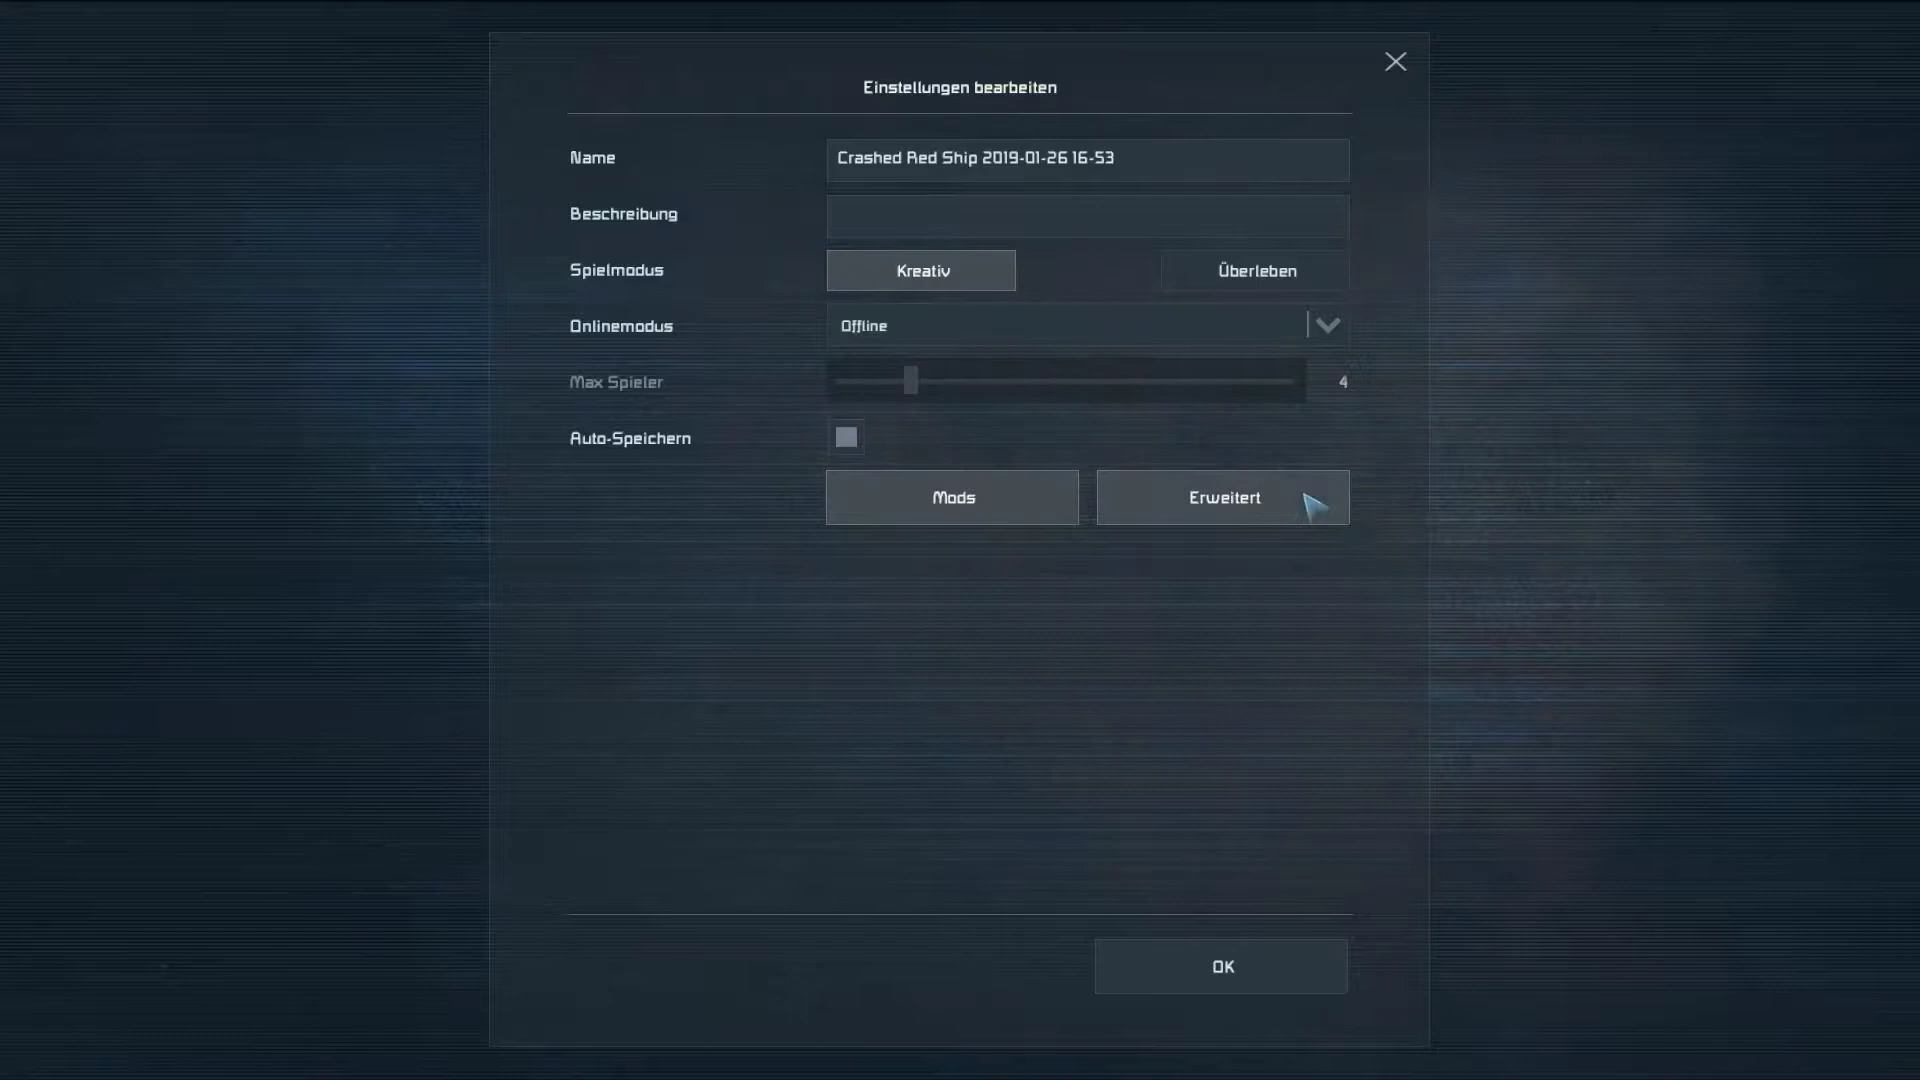 Einstellungen bearbeiten
Name
Crashed Red Ship 2019-01-26 16-53
Beschreibung
Spielmodus
Kreativ
Überleben
Onlinemodus
Offline
Max Spieler
4
Auto-Speichern
Mods
Erweitert
OK